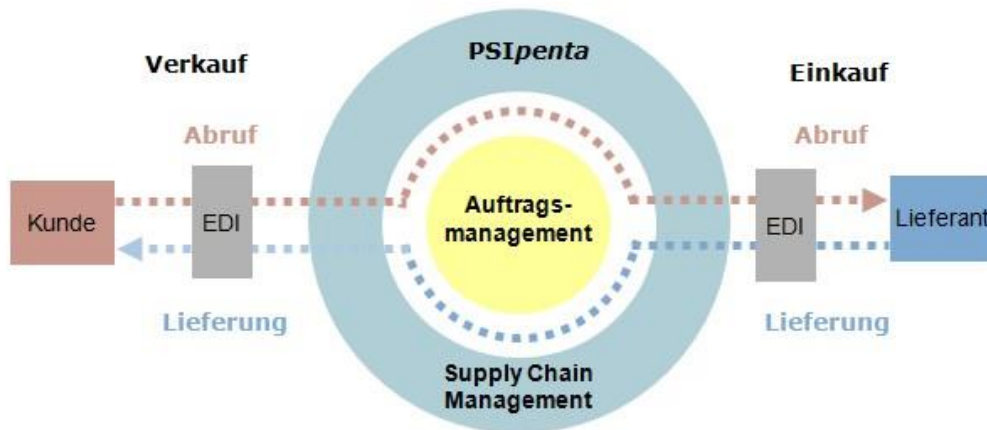 PSIpenta
Verkauf
Einkauf
Abruf
Abruf
Kunde
EDI
Auftrags-
management
EDI
Lieferant
Lieferung
Lieferung
Supply Chain
Management